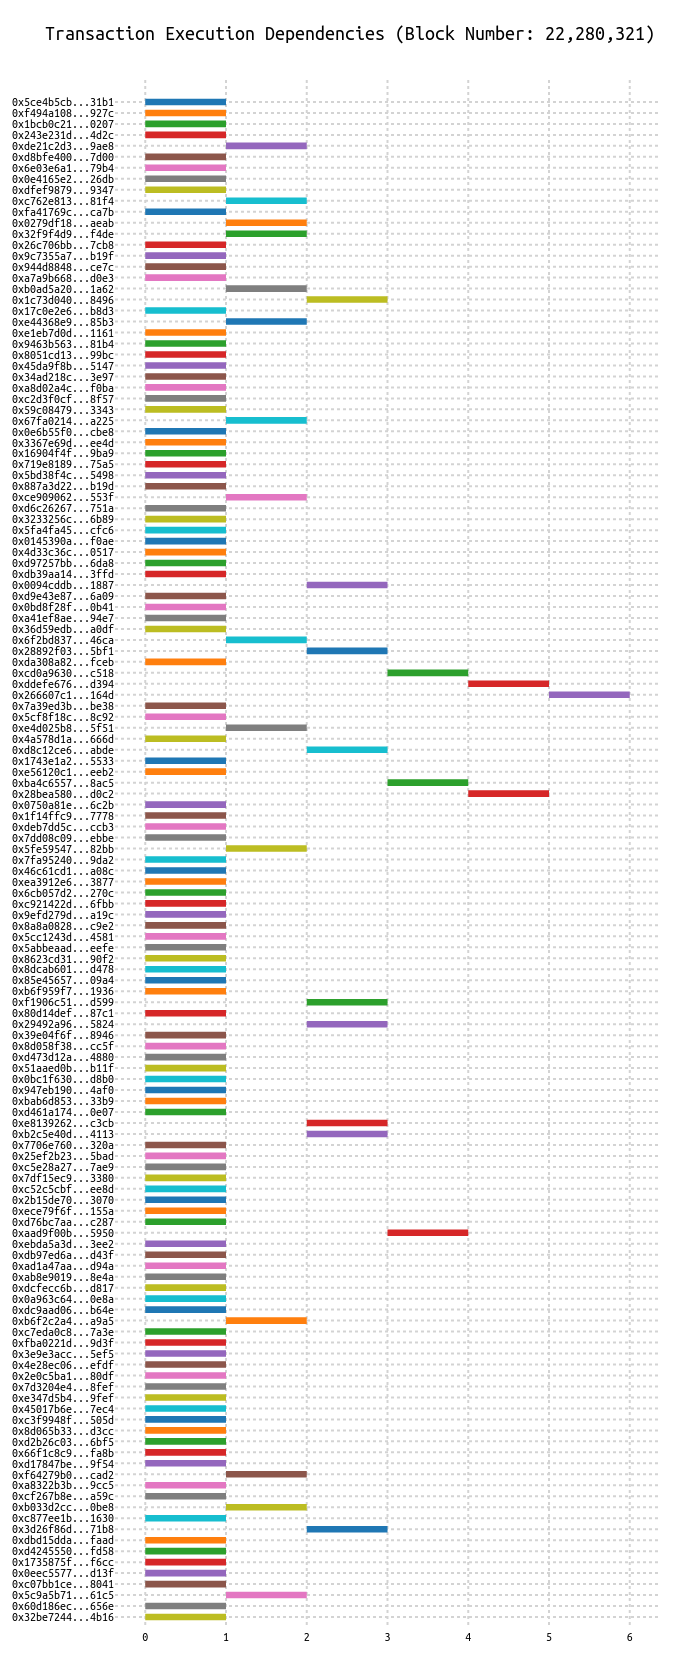 Transaction Execution Dependencies (Block Number: 22,280,321)
0x5ce4b5cb...31b1
0xf494a108...927c
0x1bcb0c21...0207
0x243e231d...4d2c
0xde21c2d3...9ae8
0xd8bfe400...7d00
0x6e03e6a1...79b4
0x0e4165e2...26db
0xdfef9879...9347
0xc762e813...81f4
0xfa41769c...ca7b
0x0279df18...aeab
0x32f9f4d9...f4de
0x26c706bb...7cb8
0x9c7355a7...b19f
0x944d8848...ce7c
0xa7a9b668...d0e3
0xb0ad5a20...1a62
0x1c73d040...8496
0x17c0e2e6...b8d3
0xe44368e9...85b3
0xe1eb7d0d...1161
0x9463b563...81b4
0x8051cd13...99bc
0x45da9f8b...5147
0x34ad218c...3e97
0xa8d02a4c...f0ba
0xc2d3f0cf...8f57
0x59c08479...3343
0x67fa0214...a225
0x0e6b55f0...cbe8
0x3367e69d...ee4d
0x16904f4f...9ba9
0x719e8189...75a5
0x5bd38f4c...5498
0x887a3d22...b19d
0xce909062...553f
0xd6c26267...751a
0x3233256c...6b89
0x5fa4fa45...cfc6
0x0145390a...f0ae
0x4d33c36c...0517
0xd97257bb...6da8
0xdb39aa14...3ffd
0x0094cddb...1887
0xd9e43e87...6a09
0x0bd8f28f...0b41
0xa41ef8ae...94e7
0x36d59edb...a0df
0x6f2bd837...46ca
0x28892f03...5bf1
0xda308a82...fceb
0xcd0a9630...c518
0xddefe676...d394
0x266607c1...164d
0x7a39ed3b...be38
0x5cf8f18c...8c92
0xe4d025b8...5f51
0x4a578d1a...666d
0xd8c12ce6...abde
0x1743e1a2...5533
0xe56120c1...eeb2
0xba4c6557...8ac5
0x28bea580...d0c2
0x0750a81e...6c2b
0x1f14ffc9...7778
0xdeb7dd5c...ccb3
0x7dd08c09...ebbe
0x5fe59547...82bb
0x7fa95240...9da2
0x46c61cd1...a08c
0xea3912e6...3877
0x6cb057d2...270c
0xc921422d...6fbb
0x9efd279d...a19c
0x8a8a0828...c9e2
0x5cc1243d...4581
0x5abbeaad...eefe
0x8623cd31...90f2
0x8dcab601...d478
0x85e45657...09a4
0xb6f959f7...1936
0xf1906c51...d599
0x80d14def...87c1
0x29492a96...5824
0x39e04f6f...8946
0x8d058f38...cc5f
0xd473d12a...4880
0x51aaed0b...b11f
0x0bc1f630...d8b0
0x947eb190...4af0
0xbab6d853...33b9
0xd461a174...0e07
0xe8139262...c3cb
0xb2c5e40d...4113
0x7706e760...320a
0x25ef2b23...5bad
0xc5e28a27...7ae9
0x7df15ec9...3380
0xc52c5cbf...ee8d
0x2b15de70...3070
0xece79f6f...155a
0xd76bc7aa...c287
0xaad9f00b...5950
0xebda5a3d...3ee2
0xdb97ed6a...d43f
0xad1a47aa...d94a
0xab8e9019...8e4a
0xdcfecc6b...d817
0x0a963c64...0e8a
0xdc9aad06...b64e
0xb6f2c2a4...a9a5
0xc7eda0c8...7a3e
0xfba0221d...9d3f
0x3e9e3acc...5ef5
0x4e28ec06...efdf
0x2e0c5ba1...80df
0x7d3204e4...8fef
0xe347d5b4...9fef
0x45017b6e...7ec4
0xc3f9948f...505d
0x8d065b33...d3cc
0xd2b26c03...6bf5
0x66f1c8c9...fa8b
0xd17847be...9f54
0xf64279b0...cad2
0xa8322b3b...9cc5
0xcf267b8e...a59c
0xb033d2cc...0be8
0xc877ee1b...1630
0x3d26f86d...71b8
0xdbd15dda...faad
0xd4245550...fd58
0x1735875f...f6cc
0x0eec5577...d13f
0xc07bb1ce...8041
0x5c9a5b71...61c5
0x60d186ec...656e
0x32be7244...4b16
0 1 2 3 4 5 6